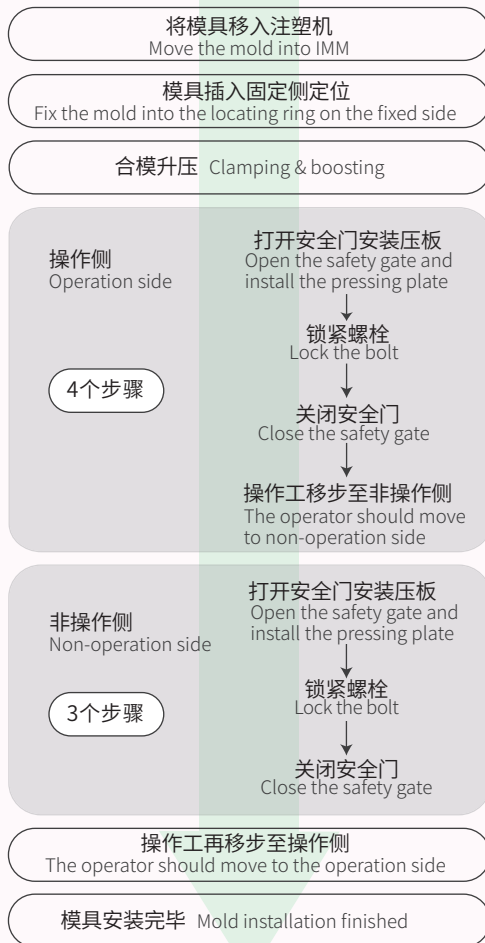 将模具移入注塑机
Move the mold into IMM
模具插入固定侧定位
Fix the mold into the locating ring on the fixed side
合模升压 Clamping & boosting
操作侧
Operation side
4个步骤
打开安全门安装压板
Open the safety gate and
install the pressing plate
锁紧螺栓
Lock the bolt
关闭安全门
Close the safety gate
操作工移步至非操作侧
The operator should move
to non-operation side
非操作侧
Non-operation side
3个步骤
打开安全门安装压板
Open the safety gate and
install the pressing plate
锁紧螺栓
Lock the bolt
关闭安全门
Close the safety gate
操作工再移步至操作侧
The operator should move to the operation side
模具安装完毕 Mold installation finished